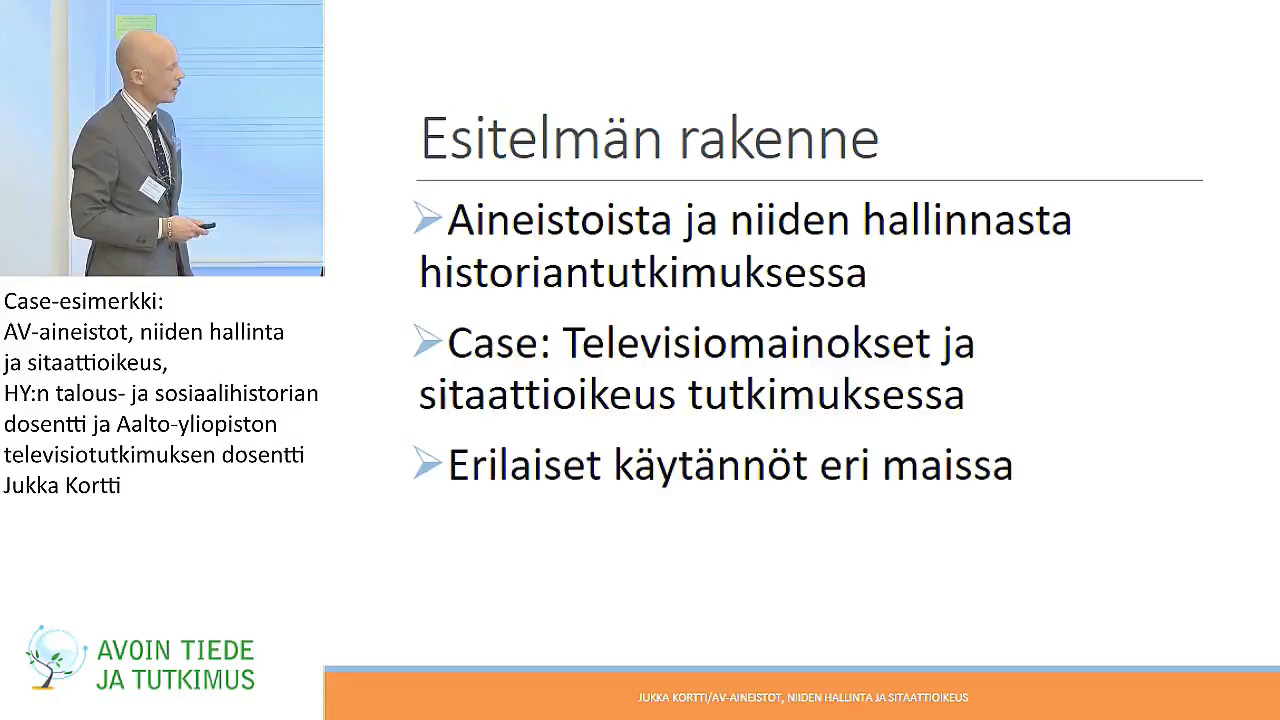 Esitelmän rakenne
Aineistoista ja niiden hallinnasta
historiantutkimuksessa
Case: Televisiomainokset ja
sitaattioikeus tutkimuksessa
Erilaiset käytännöt eri maissa
Case-esimerkki:
AV-aineistot, niiden hallinta
ja sitaattioikeus,
HY:n talous- ja sosiaalihistorian
dosentti ja Aalto-yliopiston
televisiotutkimuksen dosentti
Jukka Kortti
AVOIN TIEDE
JA TUTKIMUS
JUKKA KORTTI/AV-AINEISTOT, NIIDEN HALLINTA JA SITAATTIOIKEUS